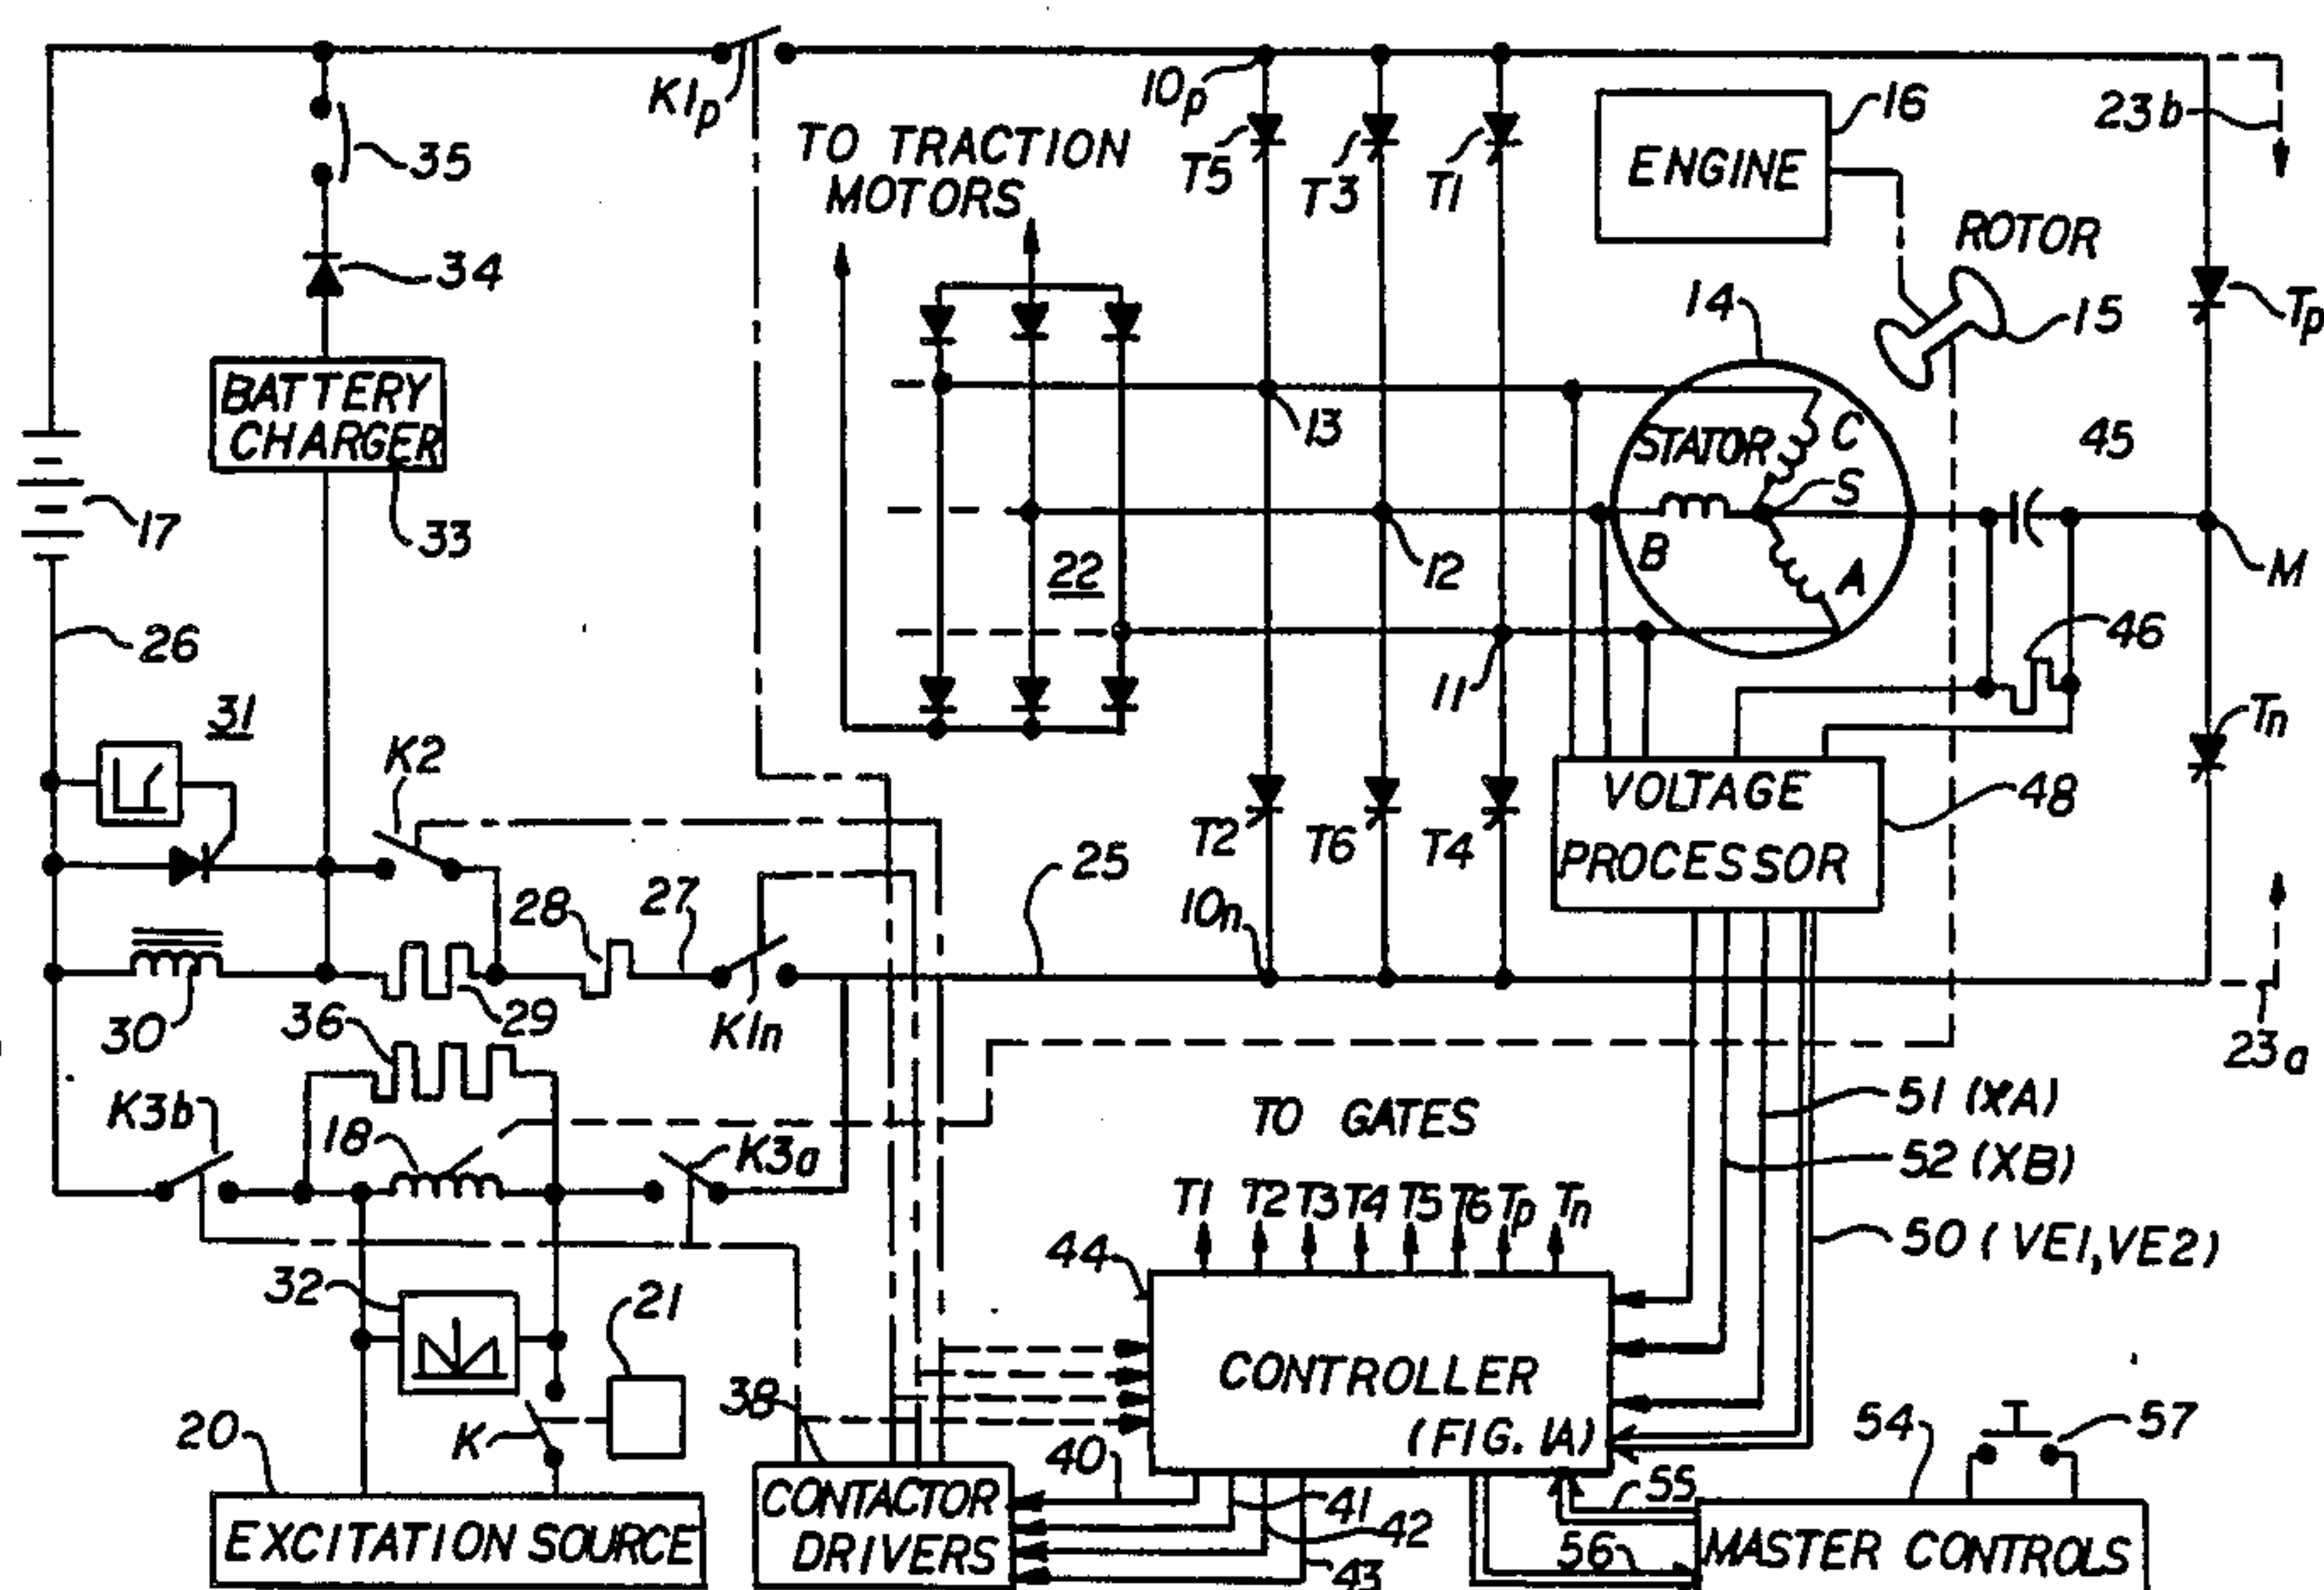 K1p
TO TRACTION
MOTORS
10p
T5
T3
T1
ENGINE
16
23b
35
34
ROTOR
14
15
Tp
BATTERY
CHARGER
33
17
13
STATOR
C
S
B
A
45
12
22
M
26
46
31
11
K2
Tn
VOLTAGE
PROCESSOR
48
T2
T6
T4
25
28
27
10n
30
29
K1n
36
23a
K3b
18
K3a
TO GATES
51 (XA)
52 (XB)
T1 T2 T3 T4 T5 T6 Tp Tn
50 (VE1, VE2)
44
32
21
CONTROLLER
(FIG. 1A)
38
20
K
40
54
57
55
EXCITATION SOURCE
CONTACTOR
DRIVERS
41
42
43
56
MASTER CONTROLS